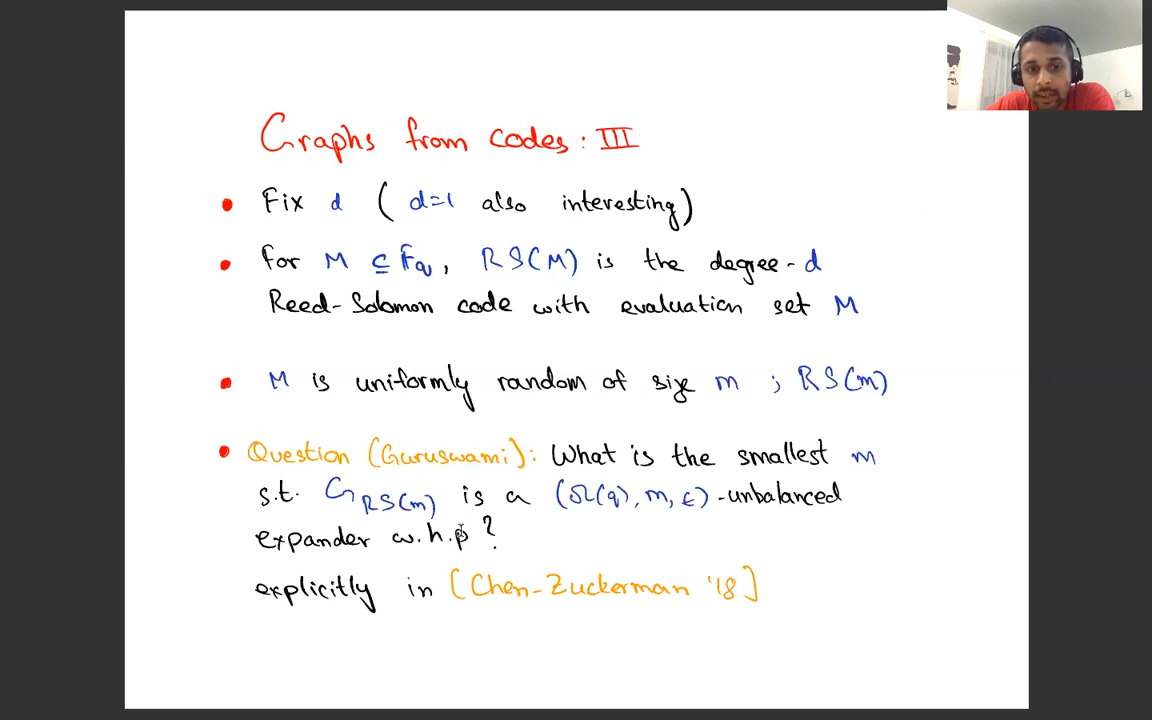 Graphs from codes: III
• Fix d (d=1 also interesting)
• For M ⊆ F_q, RS(M) is the degree-d
Reed-Solomon code with evaluation set M
• M is uniformly random of size m ; RS(m)
• Question (Guruswami): What is the smallest m
s.t. G_RS(m) is a (Ω(q), m, ε)-unbalanced
expander w.h.p ?
explicitly in [Chen-Zuckerman '18]